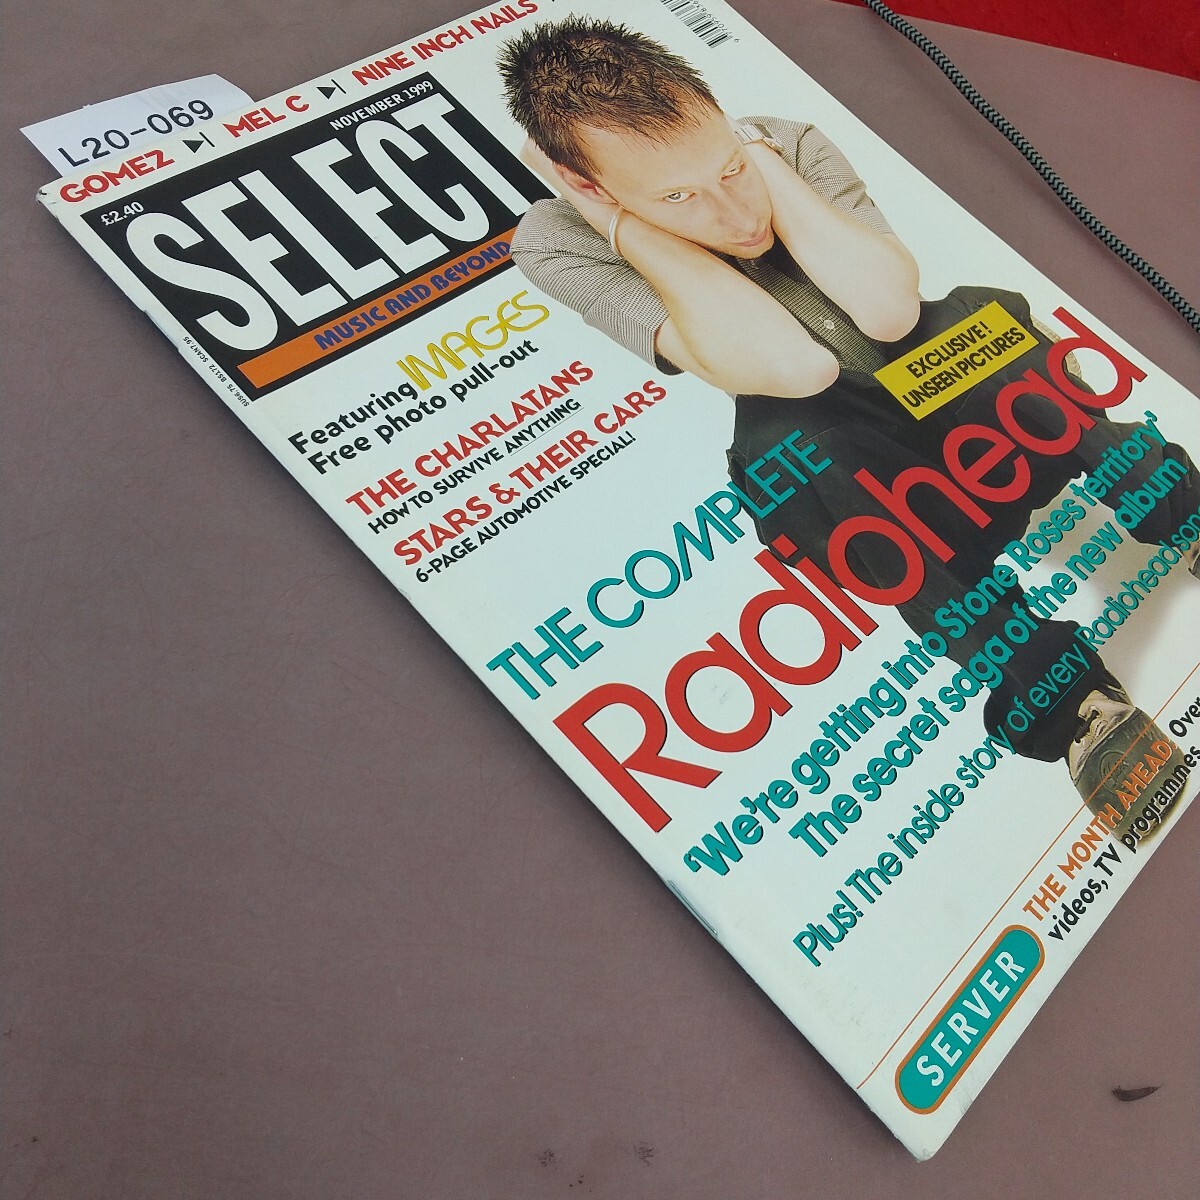 L20-069
GOMEZ MEL C NINE INCH NAILS
£2.40
NOVEMBER 1999
SELECT
MUSIC AND BEYOND
Featuring IMAGES
Free photo pull-out
THE CHARLATANS
HOW TO SURVIVE ANYTHING
STARS & THEIR CARS
6-PAGE AUTOMOTIVE SPECIAL!
EXCLUSIVE!
UNSEEN PICTURES
THE COMPLETE
Radiohead
'We're getting into Stone Roses territory'
The secret saga of the new album
Plus! The inside story of every Radiohead
SERVER
THE MONTH AHEAD Over
videos, TV programmes